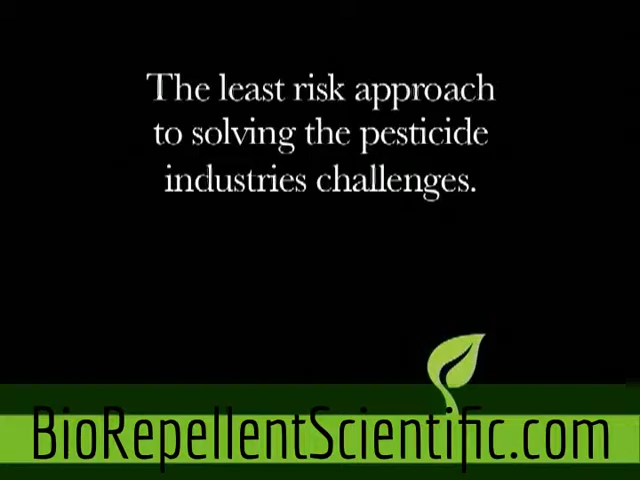 The least risk approach
to solving the pesticide
industries challenges.
BioRepellentScientific.com